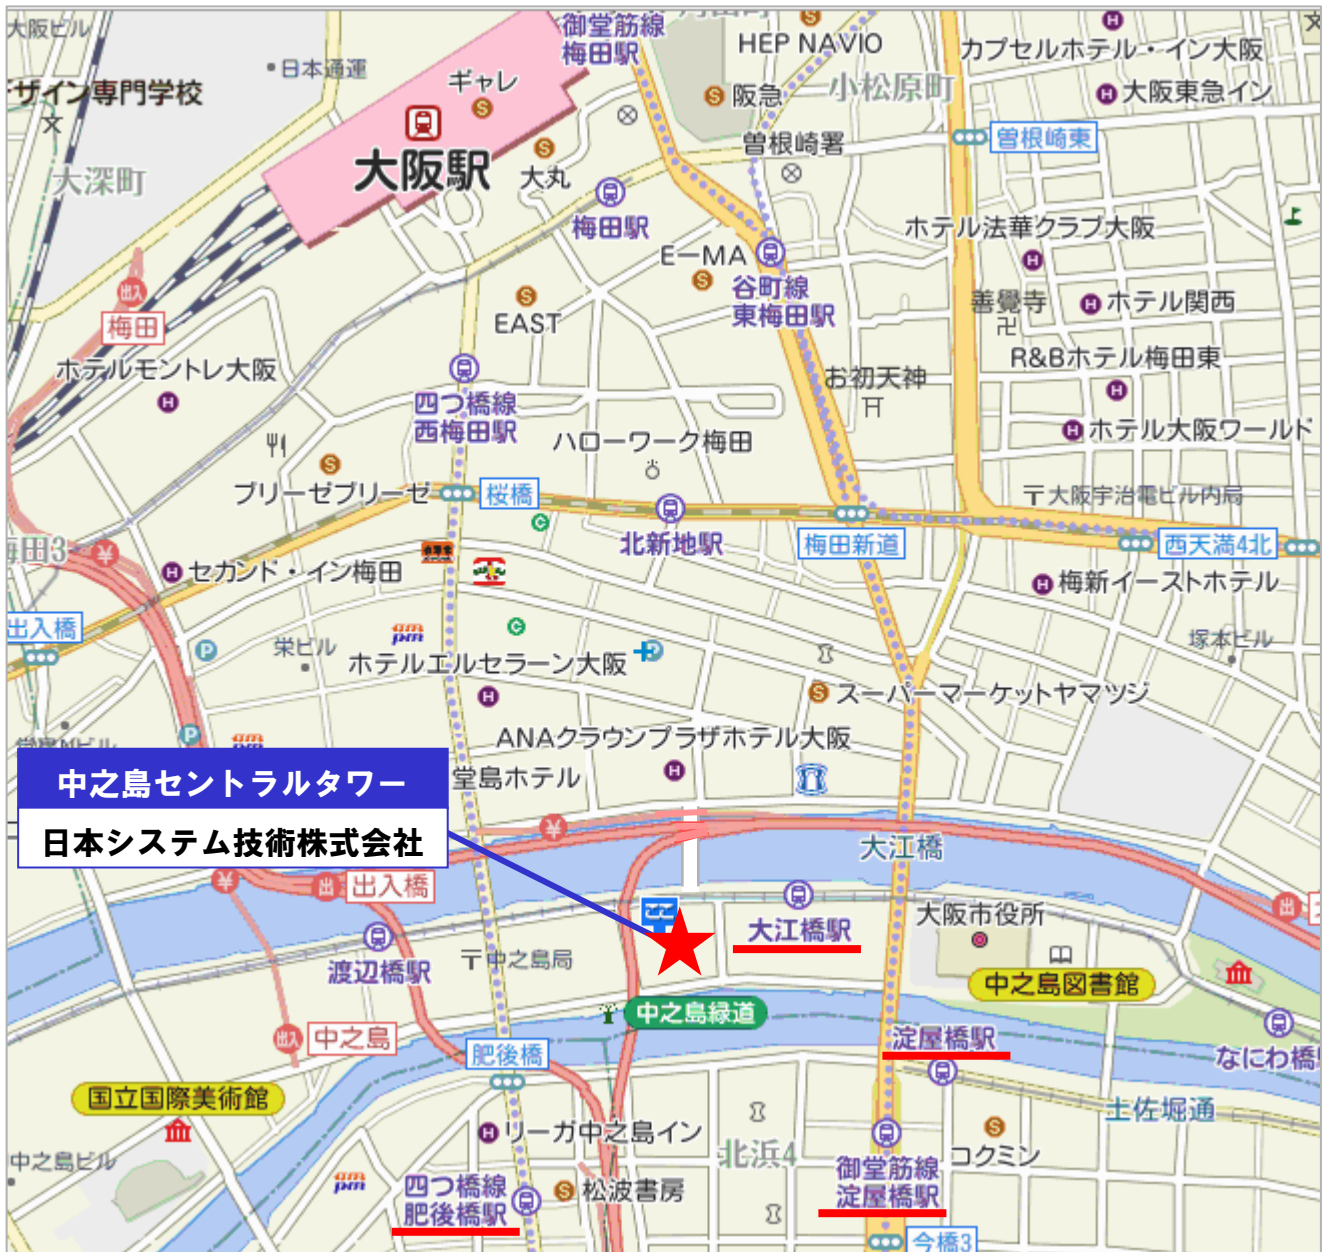 大阪ビル
御堂筋線
梅田駅
HEP NAVIO
カプセルホテル・イン大阪
日本通運
ギャレ
デザイン専門学校
阪急
小松原町
大阪東急イン
曽根崎署
曽根崎東
大阪駅
大丸
大深町
梅田駅
ホテル法華クラブ大阪
E-MA
谷町線
東梅田駅
善覺寺
ホテル関西
出入
梅田
EAST
R&Bホテル梅田東
ホテルモントレ大阪
お初天神
四つ橋線
西梅田駅
ハローワーク梅田
ホテル大阪ワールド
ブリーゼブリーゼ
桜橋
大阪宇治電ビル内局
北新地駅
梅田新道
西天満4北
梅田3
セカンド・イン梅田
梅新イーストホテル
出入橋
栄ビル
am
pm
ホテルエルセラーン大阪
塚本ビル
スーパーマーケットヤマツジ
ANAクラウンプラザホテル大阪
am
中之島セントラルタワー
日本システム技術株式会社
堂島ホテル
大江橋
出
出入橋
出
大阪市役所
大江橋駅
渡辺橋駅
中之島局
中之島図書館
中之島緑道
出入
中之島
淀屋橋駅
肥後橋
なにわ橋
国立国際美術館
土佐堀通
リーガ中之島イン
北浜4
コクミン
中之島ビル
am
pm
御堂筋線
淀屋橋駅
四つ橋線
肥後橋駅
松波書房
今橋3